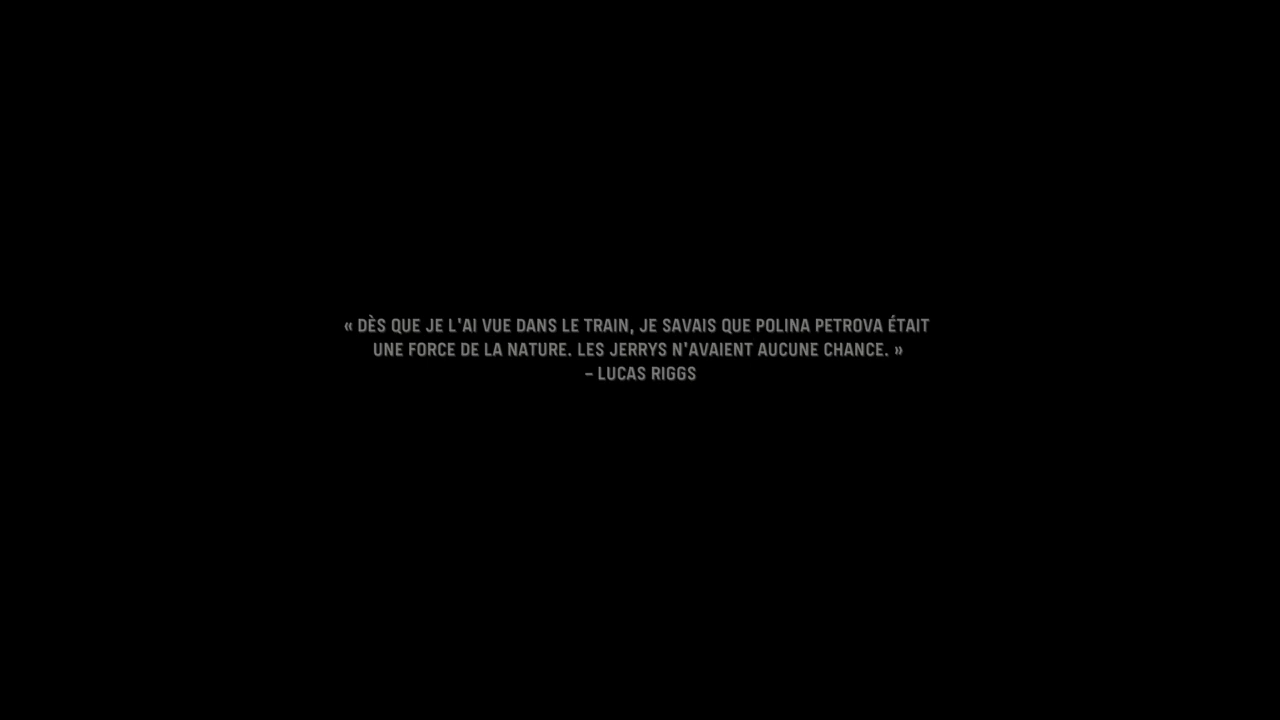 « DÈS QUE JE L'AI VUE DANS LE TRAIN, JE SAVAIS QUE POLINA PETROVA ÉTAIT
UNE FORCE DE LA NATURE. LES JERRYS N'AVAIENT AUCUNE CHANCE. »
– LUCAS RIGGS